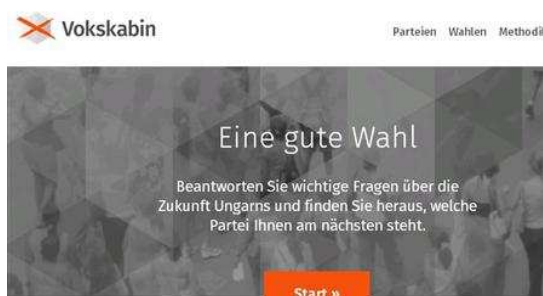 Vokskabin
Parteien Wahlen Methodik
Eine gute Wahl
Beantworten Sie wichtige Fragen über die
Zukunft Ungarns und finden Sie heraus, welche
Partei Ihnen am nächsten steht.
Start »